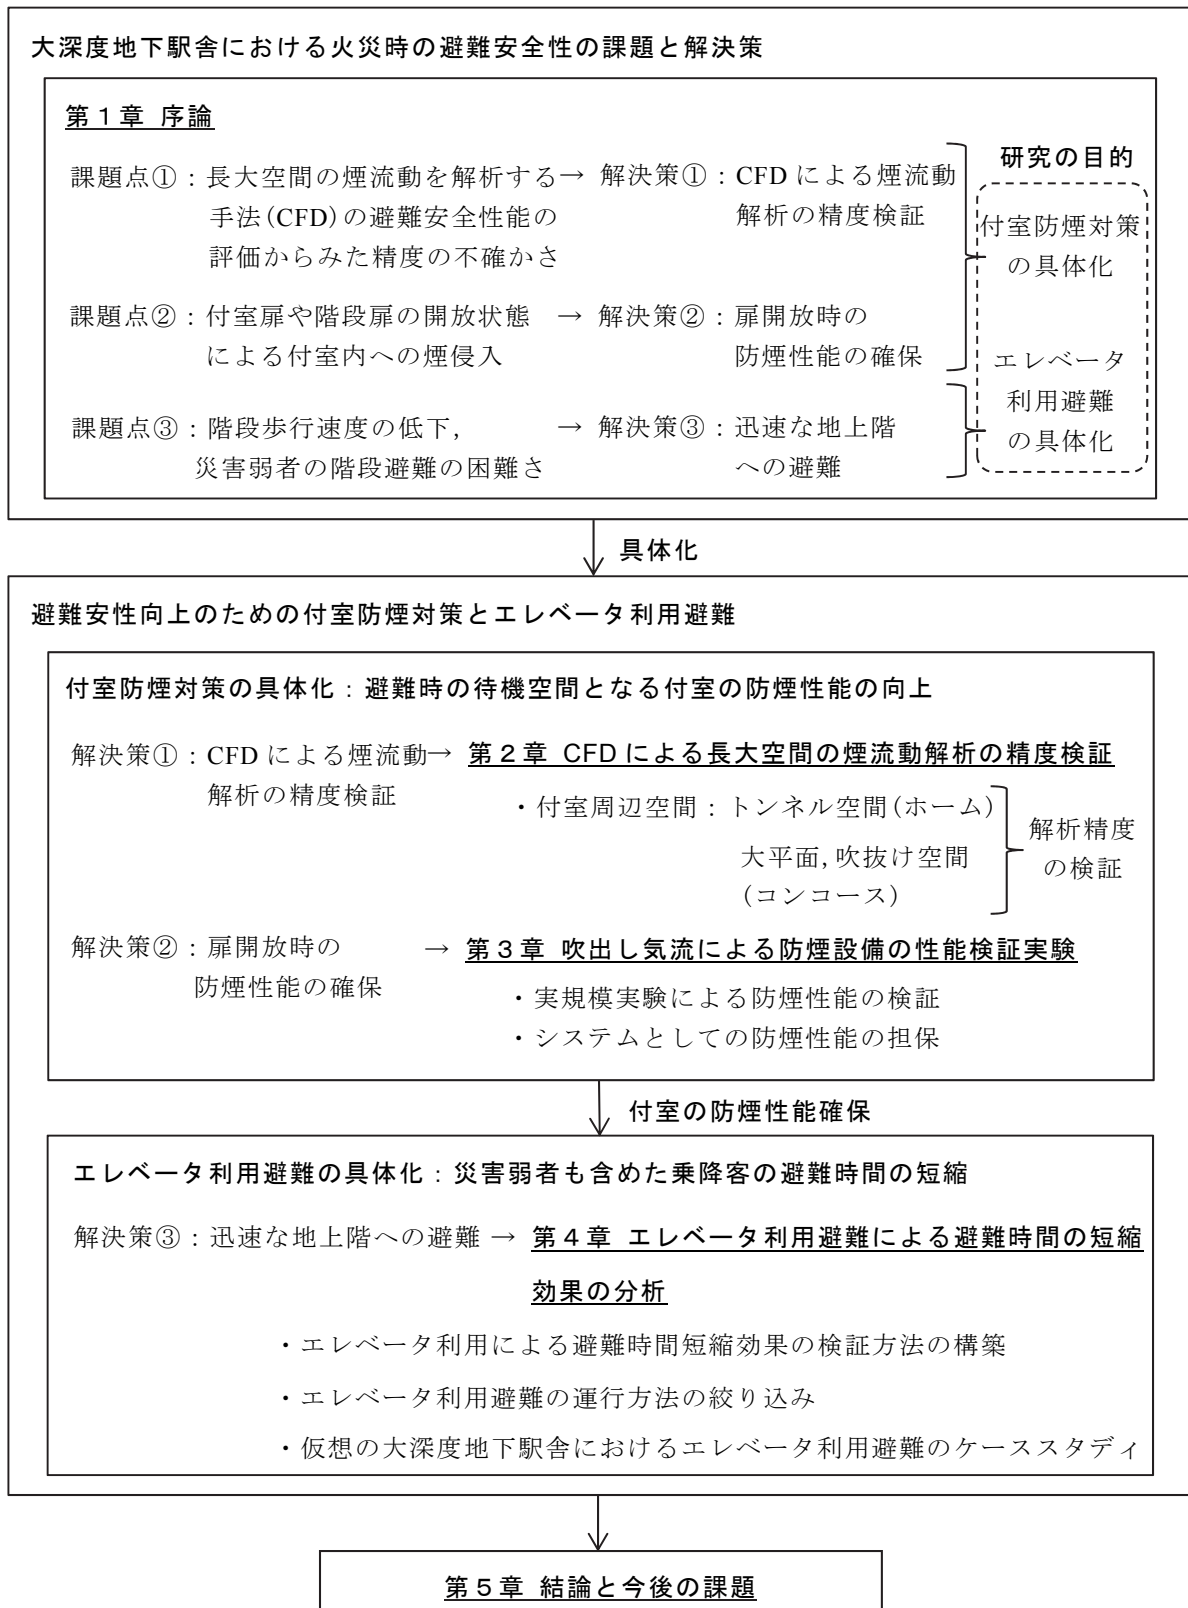 大深度地下駅舎における火災時の避難安全性の課題と解決策
第１章 序論
課題点①：長大空間の煙流動を解析する→ 解決策①：CFDによる煙流動
手法(CFD)の避難安全性能の
解析の精度検証
評価からみた精度の不確かさ
課題点②：付室扉や階段扉の開放状態 → 解決策②：扉開放時の
による付室内への煙侵入
防煙性能の確保
課題点③：階段歩行速度の低下, → 解決策③：迅速な地上階
災害弱者の階段避難の困難さ
への避難
研究の目的
付室防煙対策
の具体化
エレベータ
利用避難
の具体化
具体化
避難安性向上のための付室防煙対策とエレベータ利用避難
付室防煙対策の具体化：避難時の待機空間となる付室の防煙性能の向上
解決策①：CFDによる煙流動→ 第２章 CFDによる長大空間の煙流動解析の精度検証
解析の精度検証
・付室周辺空間：トンネル空間(ホーム)
大平面,吹抜け空間
(コンコース)
解析精度
の検証
解決策②：扉開放時の → 第３章 吹出し気流による防煙設備の性能検証実験
防煙性能の確保
・実規模実験による防煙性能の検証
・システムとしての防煙性能の担保
付室の防煙性能確保
エレベータ利用避難の具体化：災害弱者も含めた乗降客の避難時間の短縮
解決策③：迅速な地上階への避難 → 第４章 エレベータ利用避難による避難時間の短縮
効果の分析
・エレベータ利用による避難時間短縮効果の検証方法の構築
・エレベータ利用避難の運行方法の絞り込み
・仮想の大深度地下駅舎におけるエレベータ利用避難のケーススタディ
第５章 結論と今後の課題